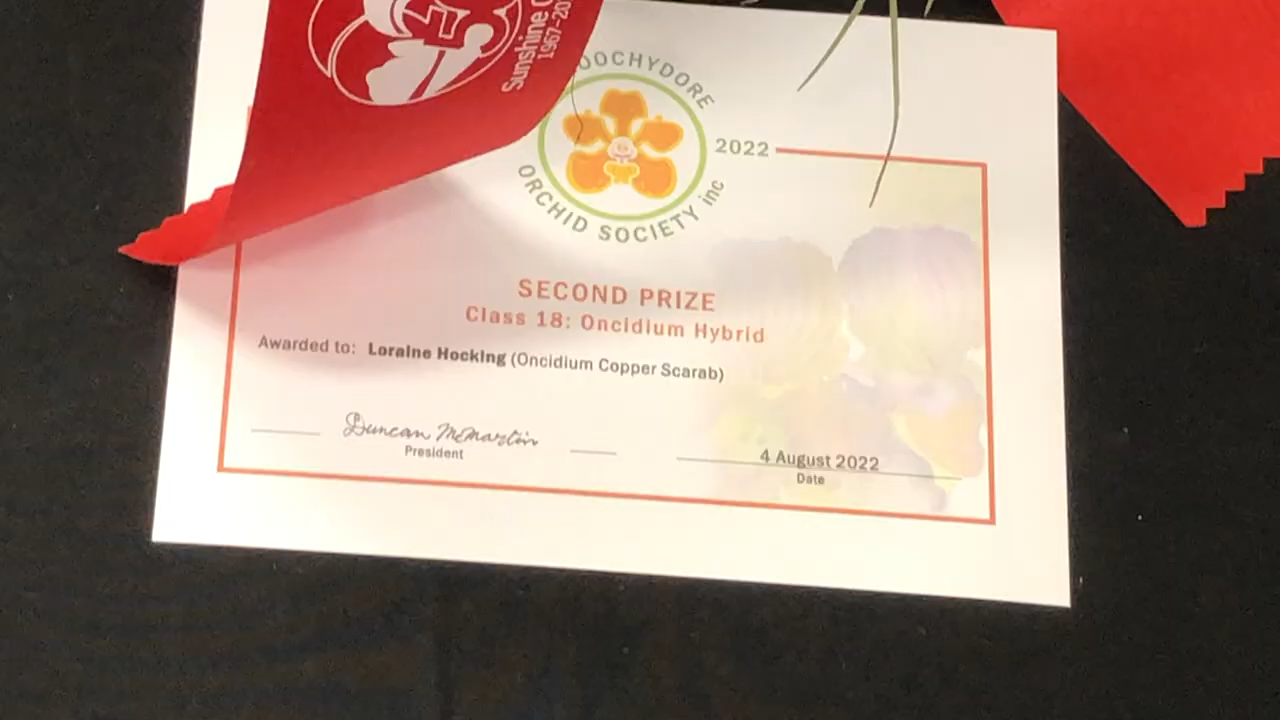 Sunshine
1967-20
OOCHYDORE
2022
ORCHID SOCIETY inc
SECOND PRIZE
Class 18: Oncidium Hybrid
Awarded to: Loraine Hocking (Oncidium Copper Scarab)
Duncan McMartin
President
4 August 2022
Date